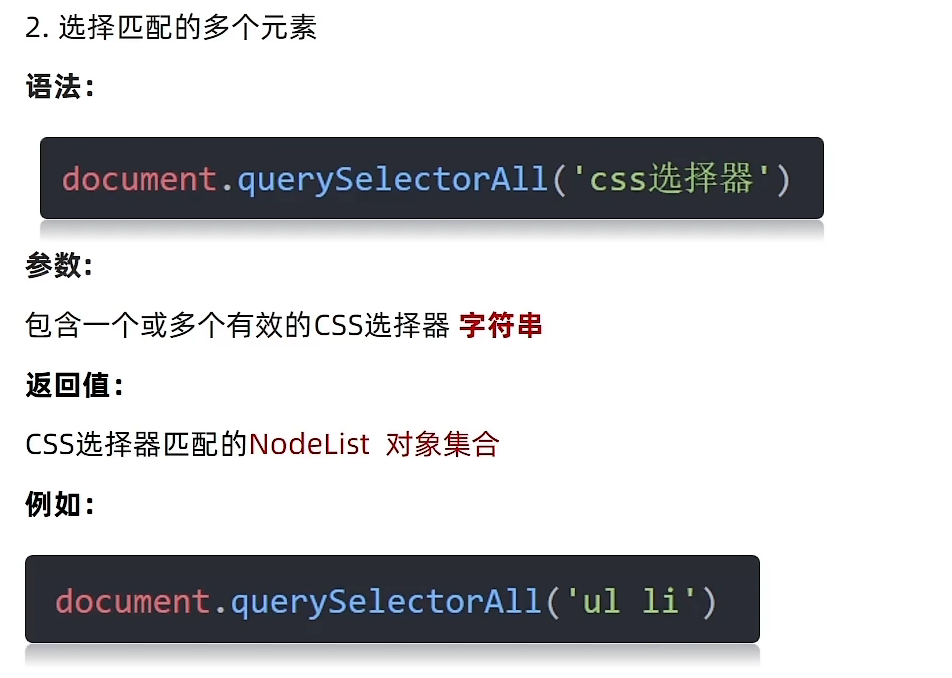 2. 选择匹配的多个元素
语法：
document.querySelectorAll('css选择器')
参数:
包含一个或多个有效的CSS选择器 字符串
返回值：
CSS选择器匹配的NodeList 对象集合
例如：
document.querySelectorAll('ul li')